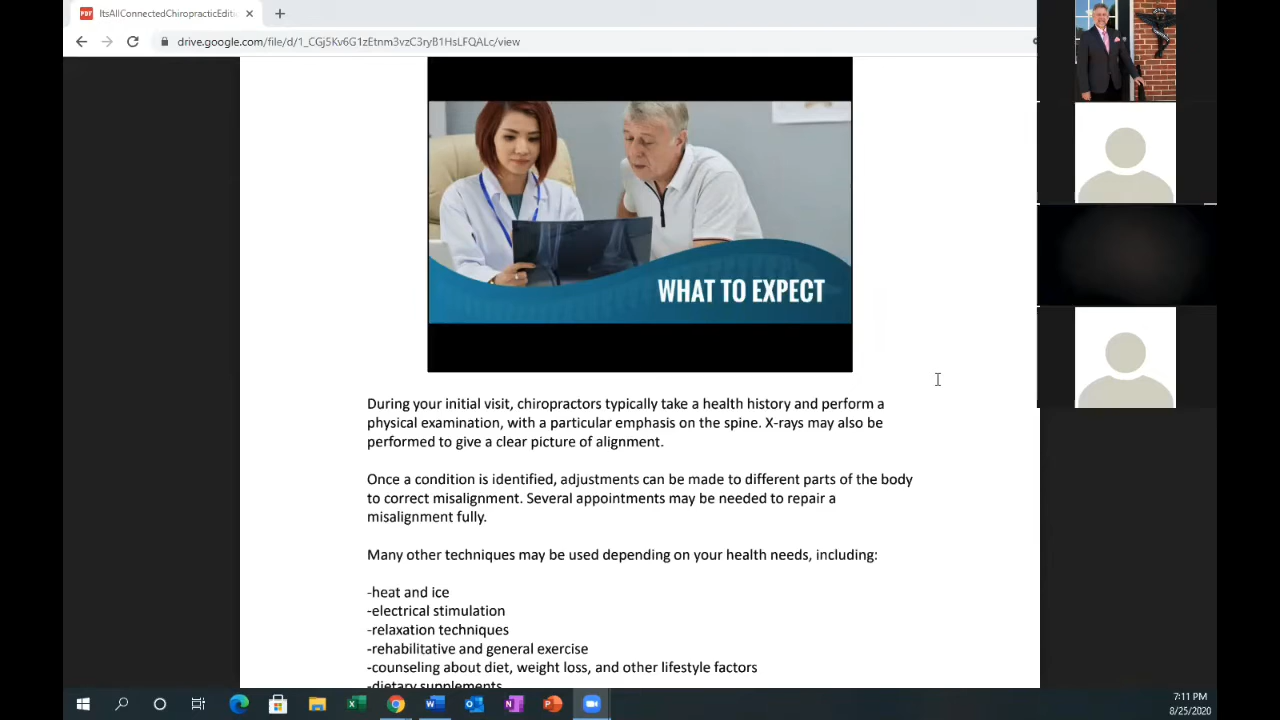 ItsAllConnectedChiropracticEditi
drive.google.com/file/d/1_CGj5Kv6G1zEtnm3vzC3ryB1HsLFQALc/view
WHAT TO EXPECT
During your initial visit, chiropractors typically take a health history and perform a
physical examination, with a particular emphasis on the spine. X-rays may also be
performed to give a clear picture of alignment.
Once a condition is identified, adjustments can be made to different parts of the body
to correct misalignment. Several appointments may be needed to repair a
misalignment fully.
Many other techniques may be used depending on your health needs, including:
-heat and ice
-electrical stimulation
-relaxation techniques
-rehabilitative and general exercise
-counseling about diet, weight loss, and other lifestyle factors
-dietary supplements
7:11 PM
8/25/2020